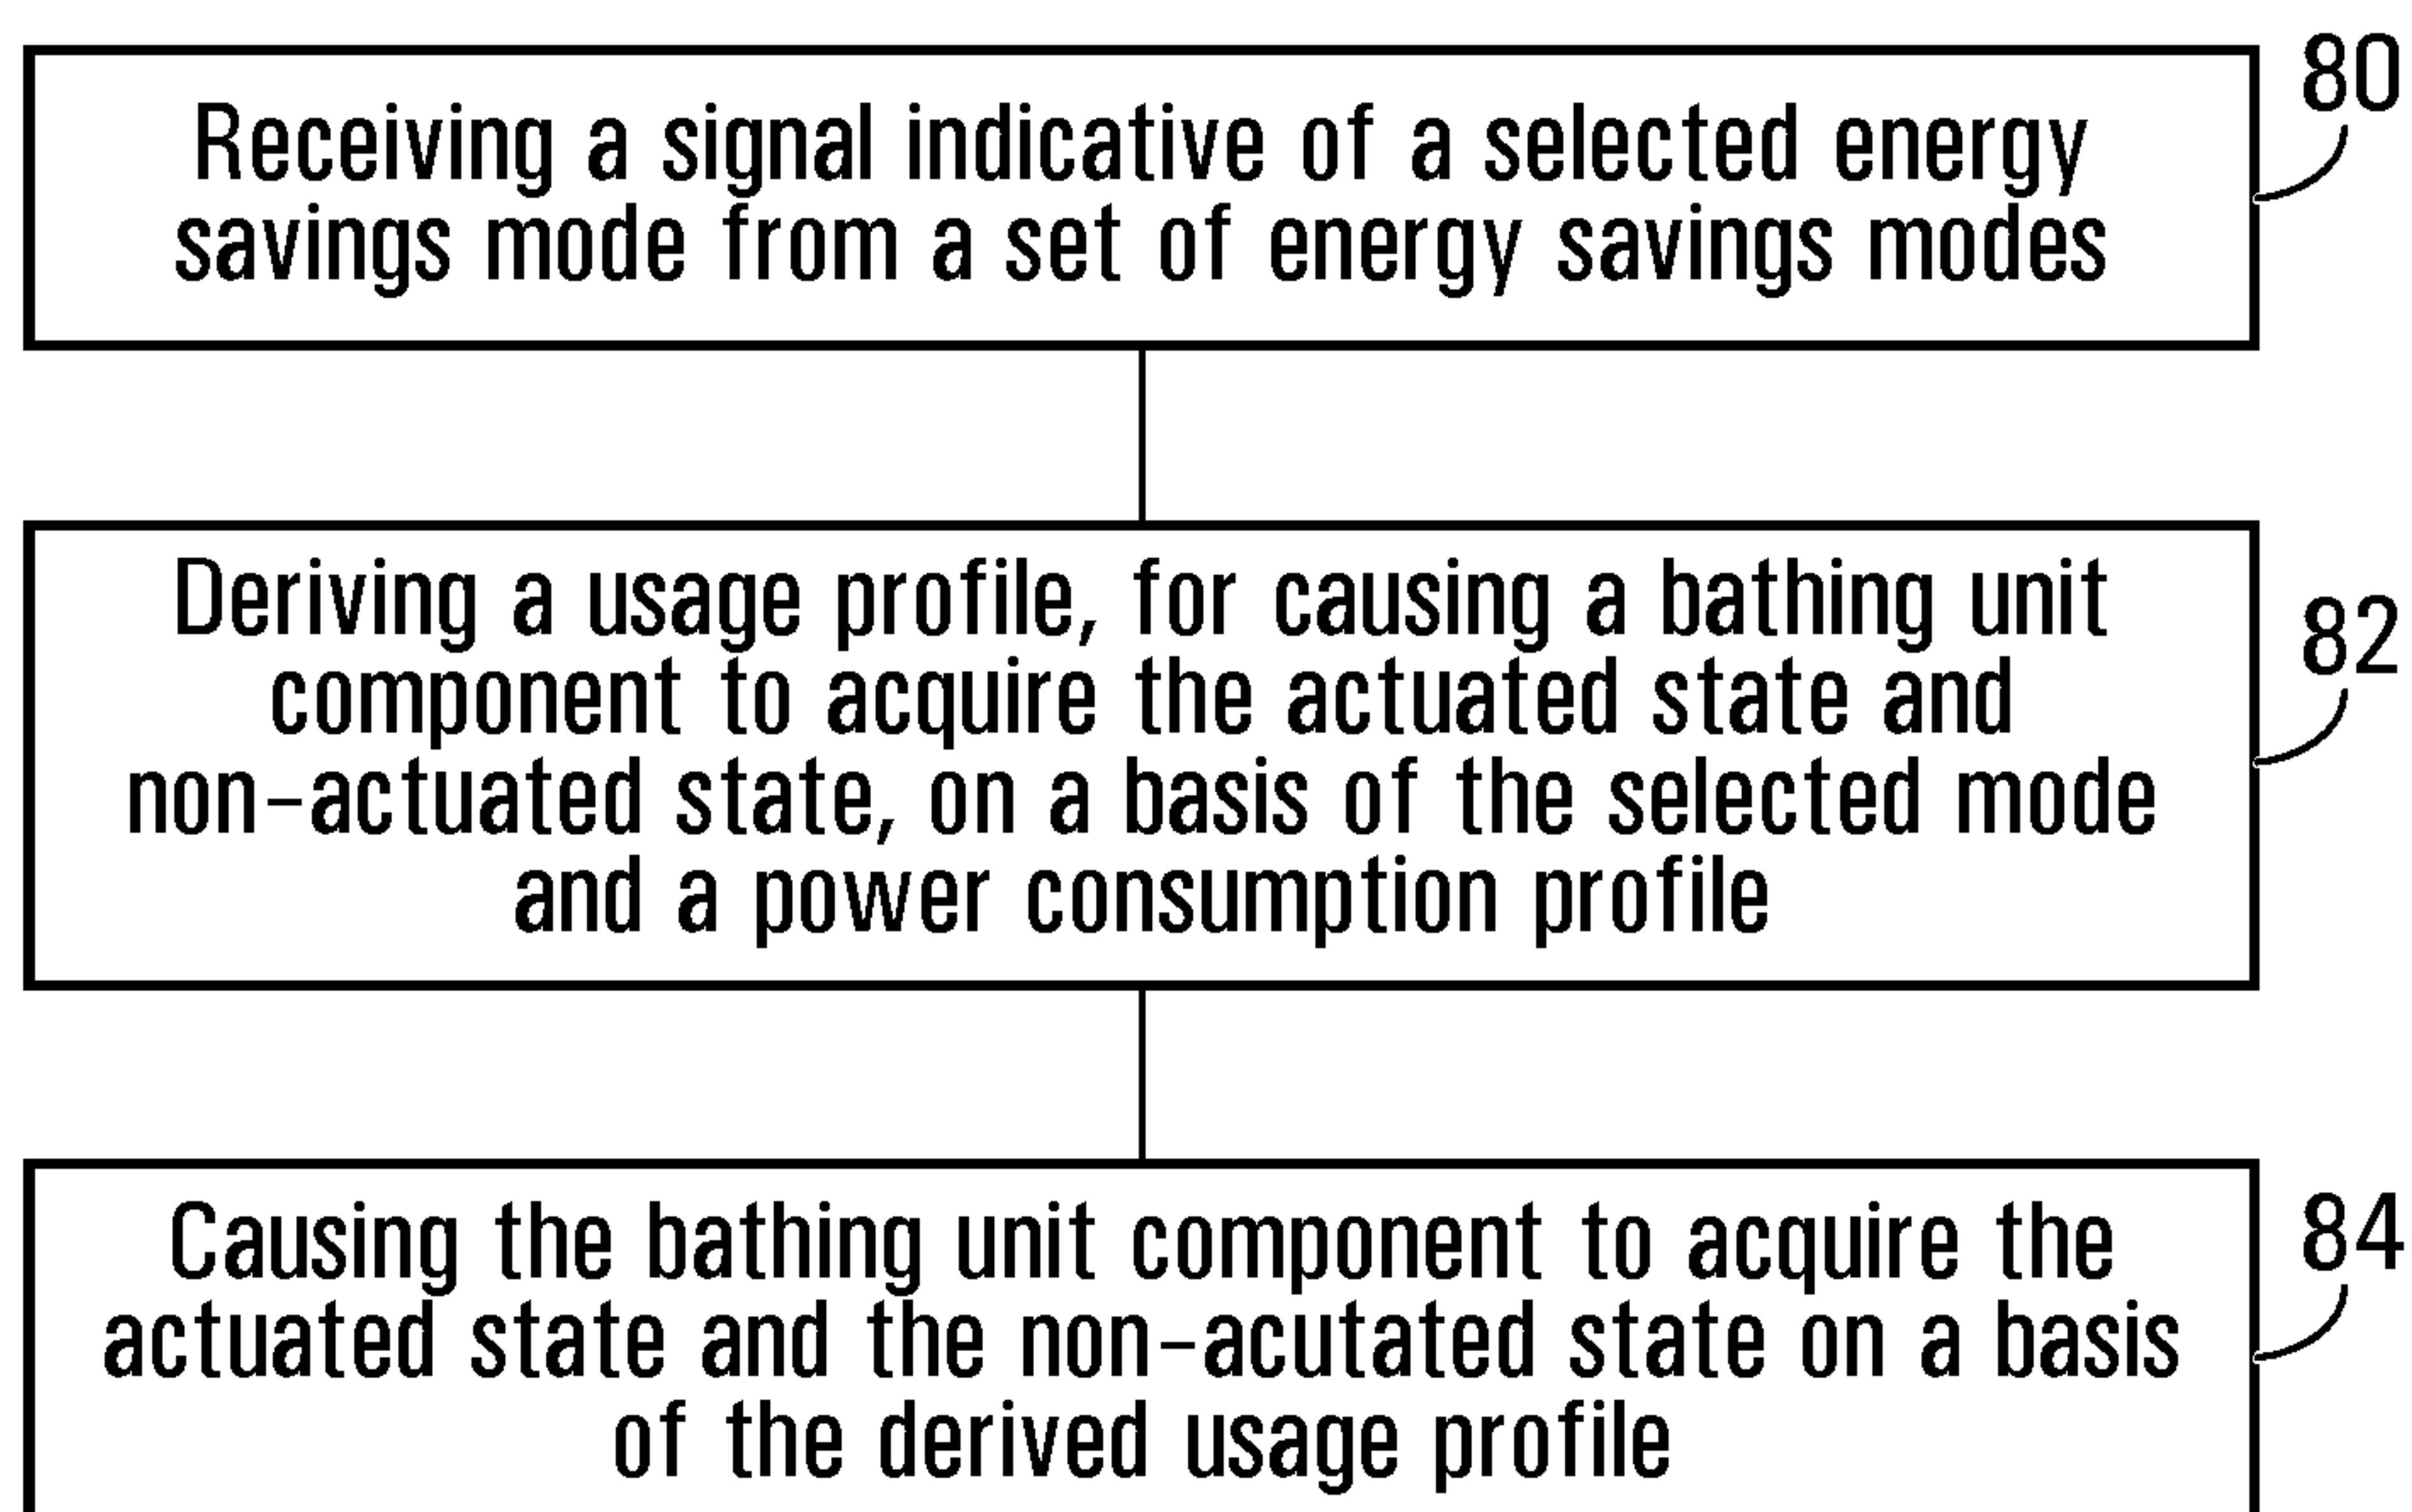 80
Receiving a signal indicative of a selected energy
savings mode from a set of energy savings modes
82
Deriving a usage profile, for causing a bathing unit
component to acquire the actuated state and
non-actuated state, on a basis of the selected mode
and a power consumption profile
84
Causing the bathing unit component to acquire the
actuated state and the non-acutated state on a basis
of the derived usage profile